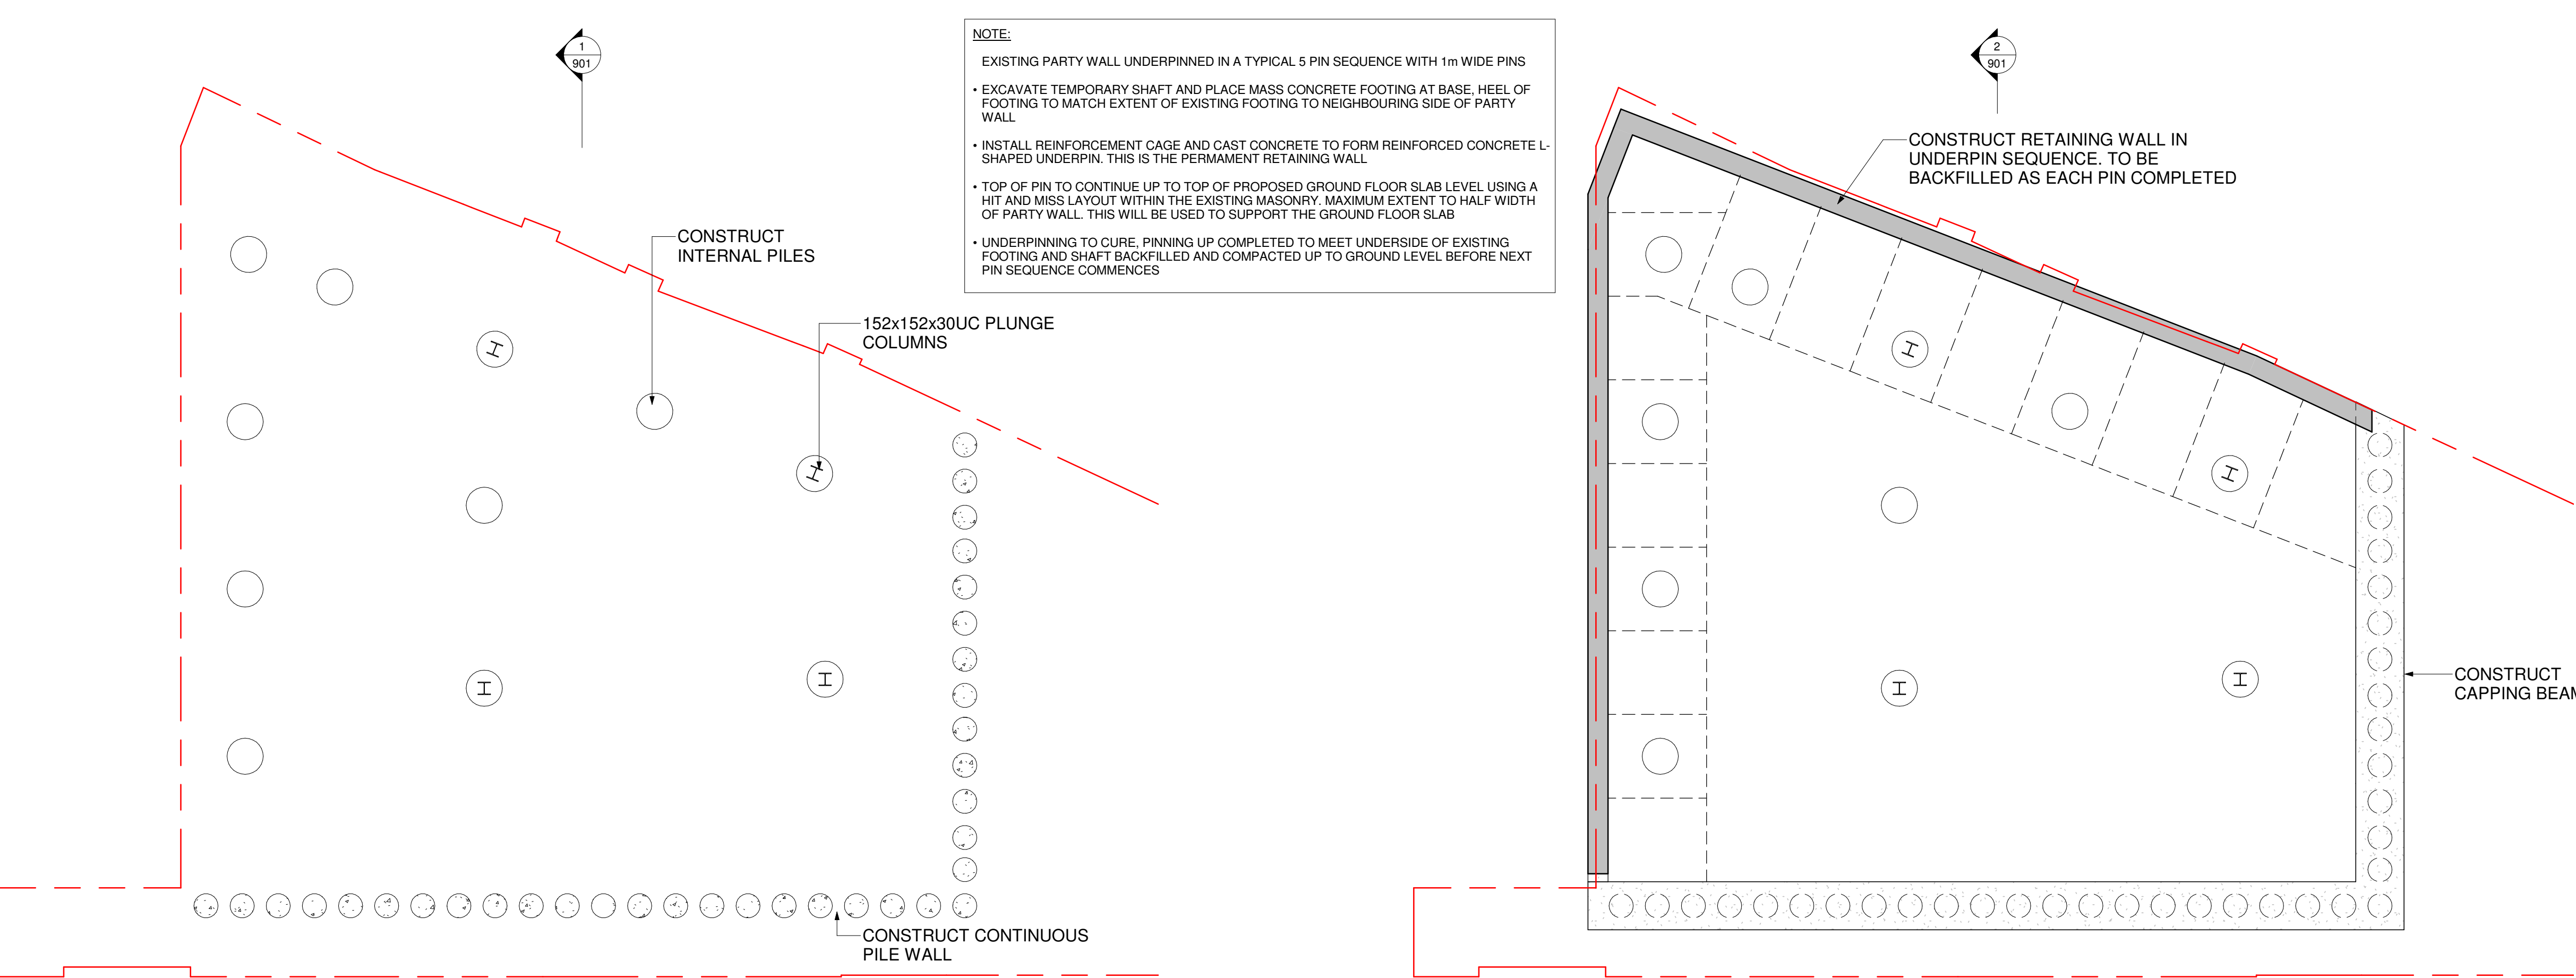 1
901
NOTE:
EXISTING PARTY WALL UNDERPINNED IN A TYPICAL 5 PIN SEQUENCE WITH 1m WIDE PINS
• EXCAVATE TEMPORARY SHAFT AND PLACE MASS CONCRETE FOOTING AT BASE, HEEL OF
FOOTING TO MATCH EXTENT OF EXISTING FOOTING TO NEIGHBOURING SIDE OF PARTY
WALL
• INSTALL REINFORCEMENT CAGE AND CAST CONCRETE TO FORM REINFORCED CONCRETE L-
SHAPED UNDERPIN. THIS IS THE PERMAMENT RETAINING WALL
• TOP OF PIN TO CONTINUE UP TO TOP OF PROPOSED GROUND FLOOR SLAB LEVEL USING A
HIT AND MISS LAYOUT WITHIN THE EXISTING MASONRY. MAXIMUM EXTENT TO HALF WIDTH
OF PARTY WALL. THIS WILL BE USED TO SUPPORT THE GROUND FLOOR SLAB
• UNDERPINNING TO CURE, PINNING UP COMPLETED TO MEET UNDERSIDE OF EXISTING
FOOTING AND SHAFT BACKFILLED AND COMPACTED UP TO GROUND LEVEL BEFORE NEXT
PIN SEQUENCE COMMENCES
2
901
CONSTRUCT RETAINING WALL IN
UNDERPIN SEQUENCE. TO BE
BACKFILLED AS EACH PIN COMPLETED
CONSTRUCT
INTERNAL PILES
152x152x30UC PLUNGE
COLUMNS
CONSTRUCT
CAPPING BEAM
CONSTRUCT CONTINUOUS
PILE WALL